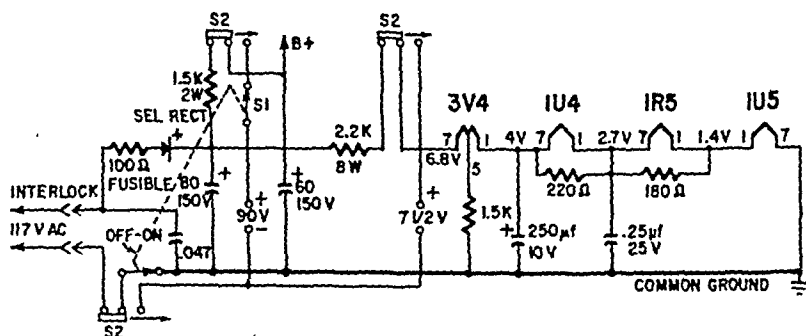 S2
B+
S2
1.5K
2W
S1
SEL RECT
+
100Ω
FUSIBLE
80
150V
+
60
150V
+
2.2K
8W
90V
+
-
7 1/2 V
+
3V4
1U4
1R5
1U5
7
1
6.8V
5
4V
7
1
2.7V
7
1
1.4V
7
1
220Ω
180Ω
1.5K
+
250µf
10V
.25µf
25V
INTERLOCK
117V AC
OFF-ON
.047
S2
COMMON GROUND